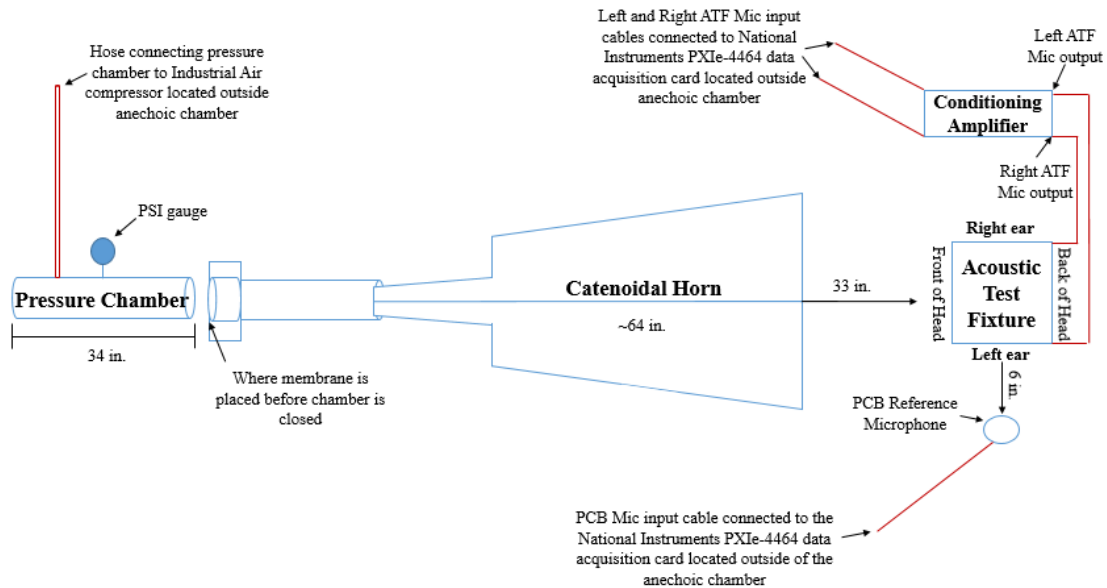 Left and Right ATF Mic input
cables connected to National
Instruments PXIe-4464 data
acquisition card located outside
anechoic chamber
Left ATF
Mic output
Hose connecting pressure
chamber to Industrial Air
compressor located outside
anechoic chamber
Conditioning
Amplifier
Right ATF
Mic output
PSI gauge
Right ear
Front of Head
Acoustic
Test
Fixture
Back of Head
Pressure Chamber
Catenoidal Horn
33 in.
~64 in.
34 in.
Left ear
6 in.
Where membrane is
placed before chamber is
closed
PCB Reference
Microphone
PCB Mic input cable connected to the
National Instruments PXIe-4464 data
acquisition card located outside of the
anechoic chamber